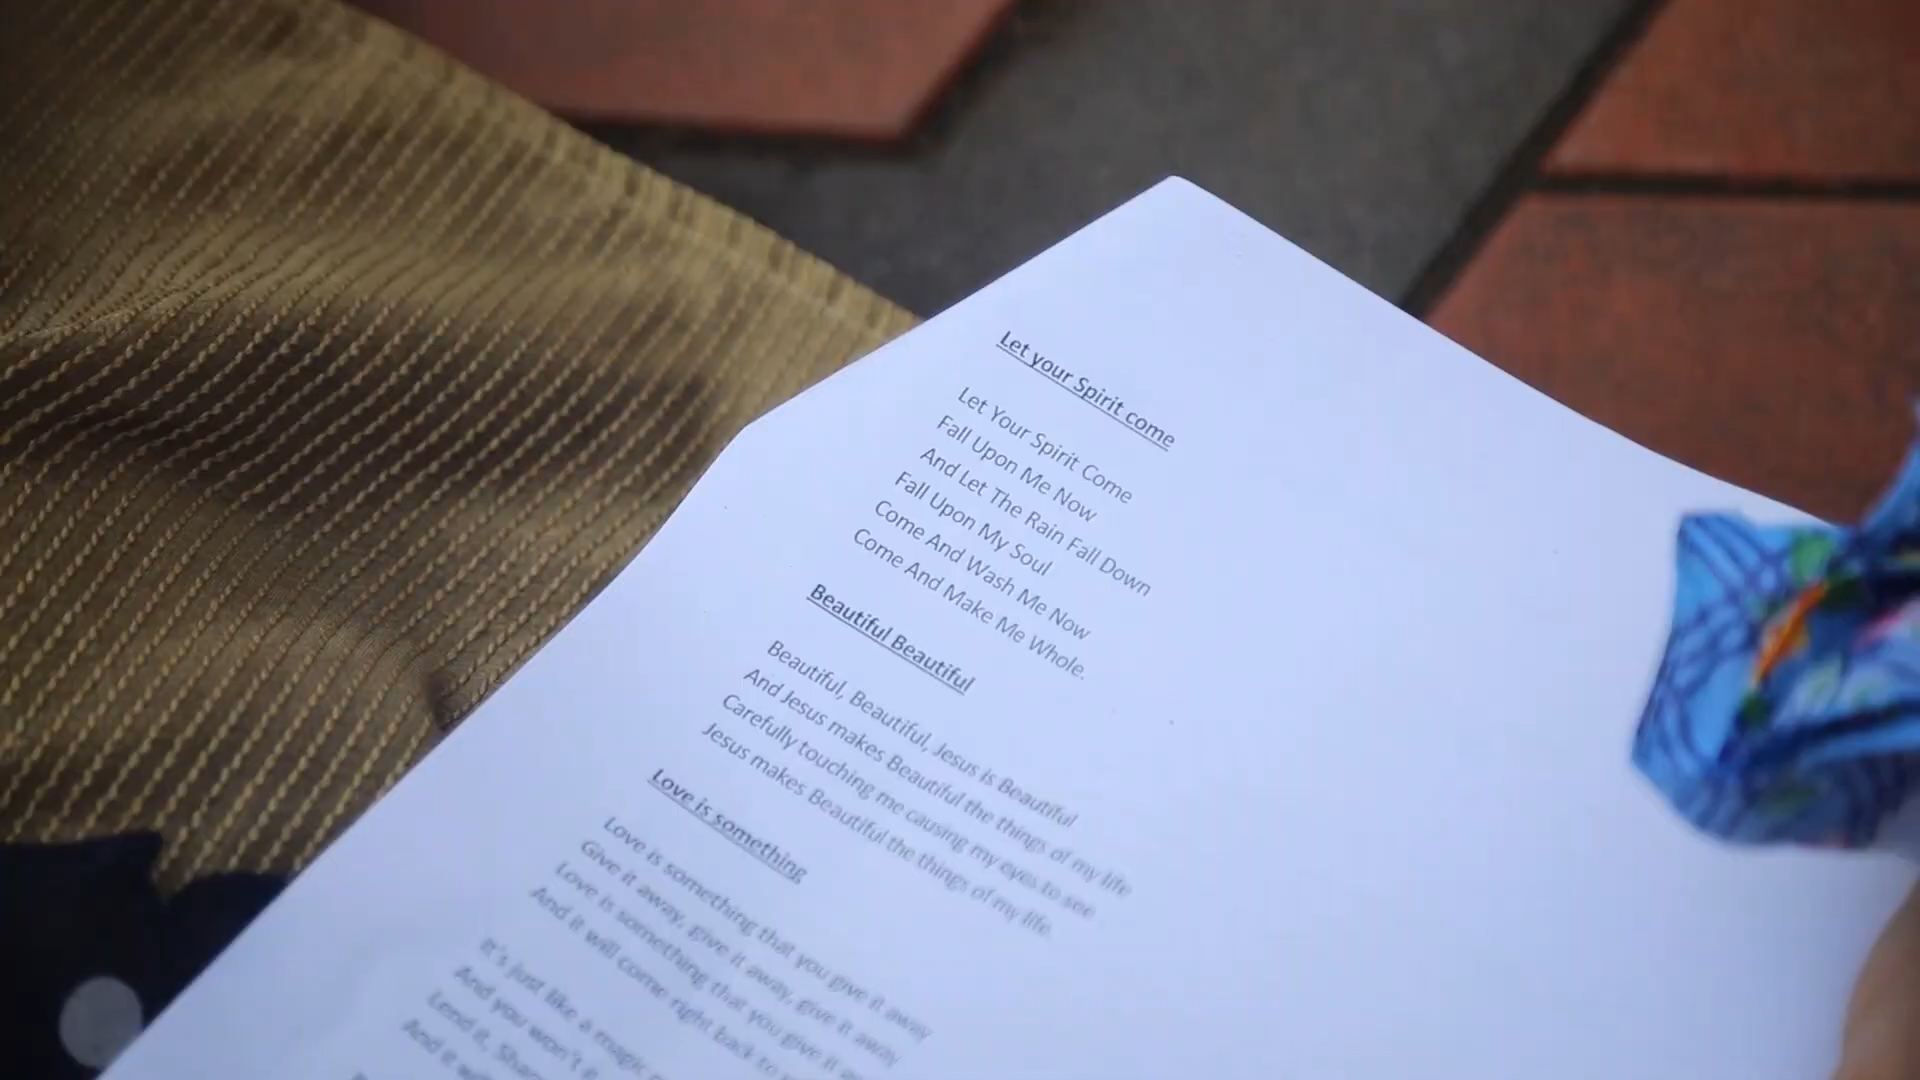 Let your Spirit come
Let Your Spirit Come
Fall Upon Me Now
And Let The Rain Fall Down
Fall Upon My Soul
Come And Wash Me Now
Come And Make Me Whole.
Beautiful Beautiful
Beautiful, Beautiful, Jesus is Beautiful
And Jesus makes Beautiful the things of my life
Carefully touching me causing my eyes to see
Jesus makes Beautiful the things of my life.
Love is something
Love is something that you give it away
Give it away, give it away, give it away
Love is something that you give it
And it will come right back to
It's just like a magic
And you won't
Lend it,
And it